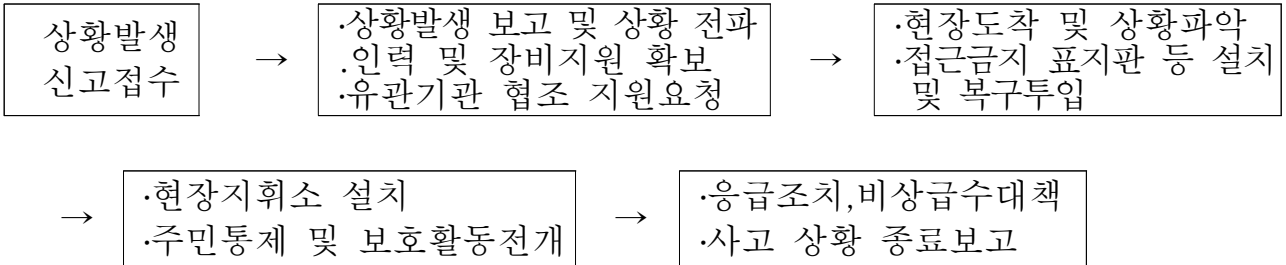 상황발생
신고접수
→
·상황발생 보고 및 상황 전파
.인력 및 장비지원 확보
·유관기관 협조 지원요청
→
·현장도착 및 상황파악
·접근금지 표지판 등 설치
및 복구투입
→
·현장지휘소 설치
·주민통제 및 보호활동전개
→
·응급조치,비상급수대책
·사고 상황 종료보고